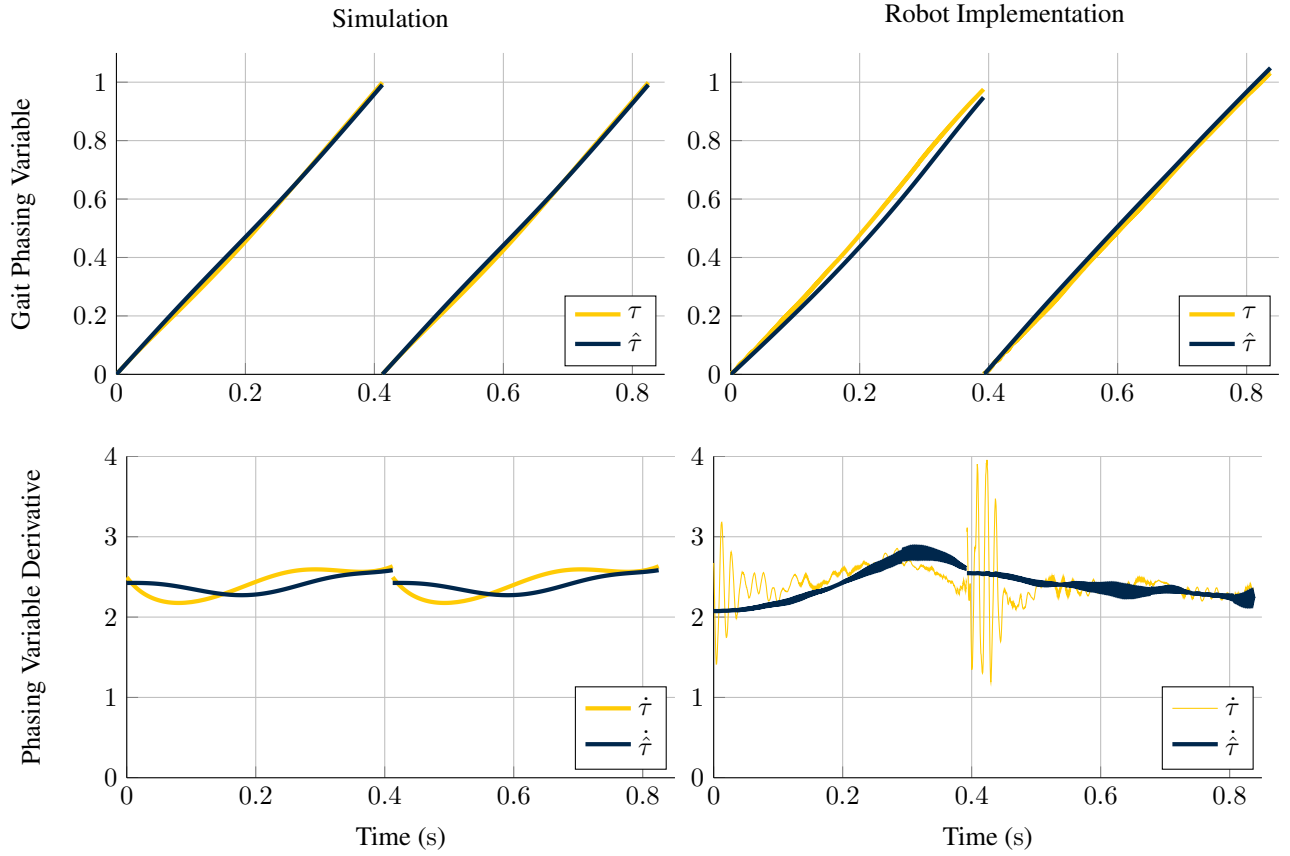 Simulation
Robot Implementation
Gait Phasing Variable
1
0.8
0.6
0.4
0.2
0
0 0.2 0.4 0.6 0.8
τ
τ̂
1
0.8
0.6
0.4
0.2
0
0 0.2 0.4 0.6 0.8
τ
τ̂
Phasing Variable Derivative
4
3
2
1
0
0 0.2 0.4 0.6 0.8
τ̇
τ̂̇
Time (s)
4
3
2
1
0
0 0.2 0.4 0.6 0.8
τ̇
τ̂̇
Time (s)